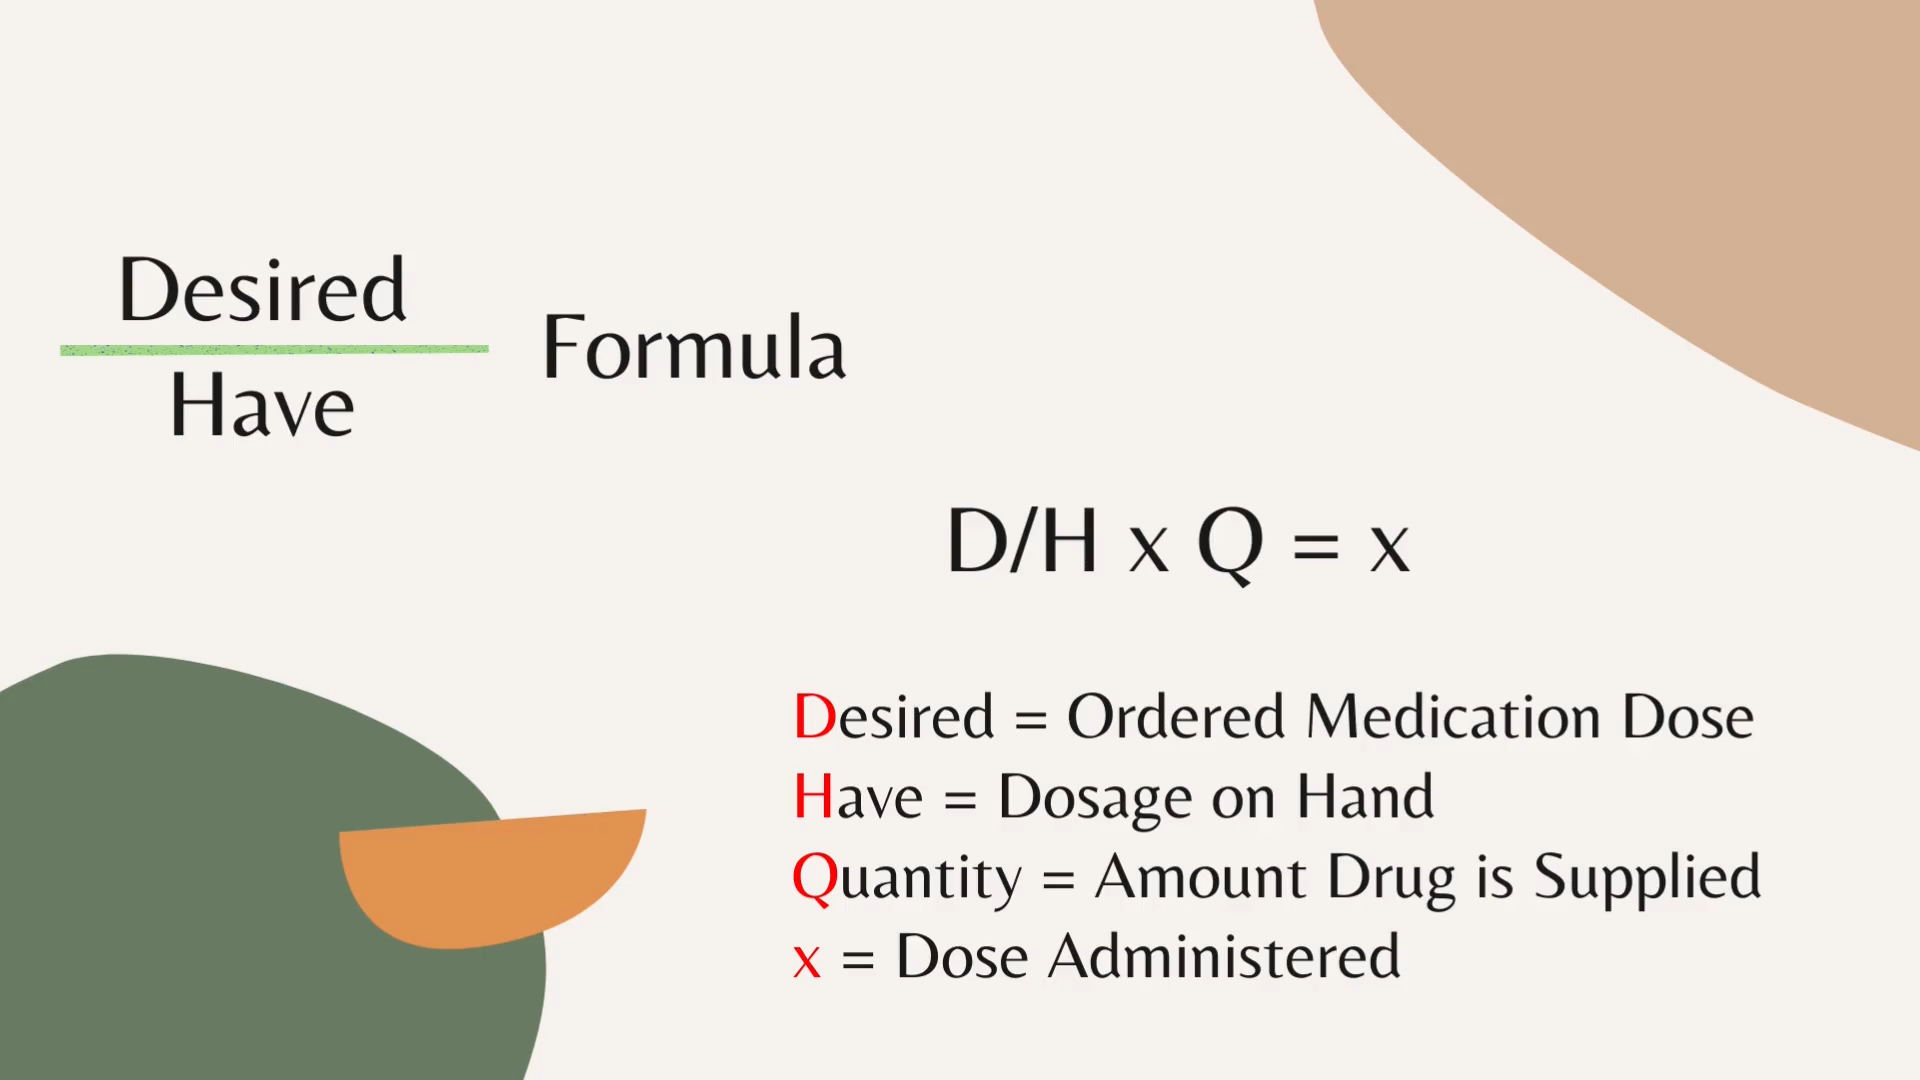 Desired
Have
Formula
D/H x Q = x
Desired = Ordered Medication Dose
Have = Dosage on Hand
Quantity = Amount Drug is Supplied
x = Dose Administered